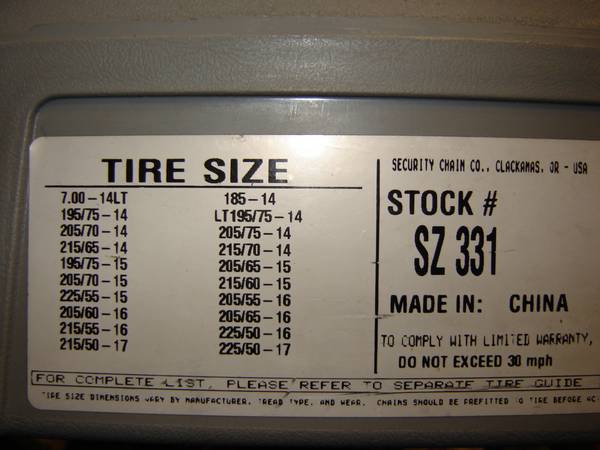 TIRE SIZE
7.00-14LT
195/75-14
205/70-14
215/65-14
195/75-15
205/70-15
225/55-15
205/60-16
215/55-16
215/50-17
185-14
LT195/75-14
205/75-14
215/70-14
205/65-15
215/60-15
205/55-16
205/65-16
225/50-16
225/50-17
SECURITY CHAIN CO., CLACKAMAS, OR - USA
STOCK #
SZ 331
MADE IN: CHINA
TO COMPLY WITH LIMITED WARRANTY,
DO NOT EXCEED 30 mph
FOR COMPLETE LIST, PLEASE REFER TO SEPARATE TIRE GUIDE
TIRE SIZE DIMENSIONS VARY BY MANUFACTURER, TREAD TYPE, AND WEAR. CHAINS SHOULD BE PREFITTED TO TIRE BEFORE